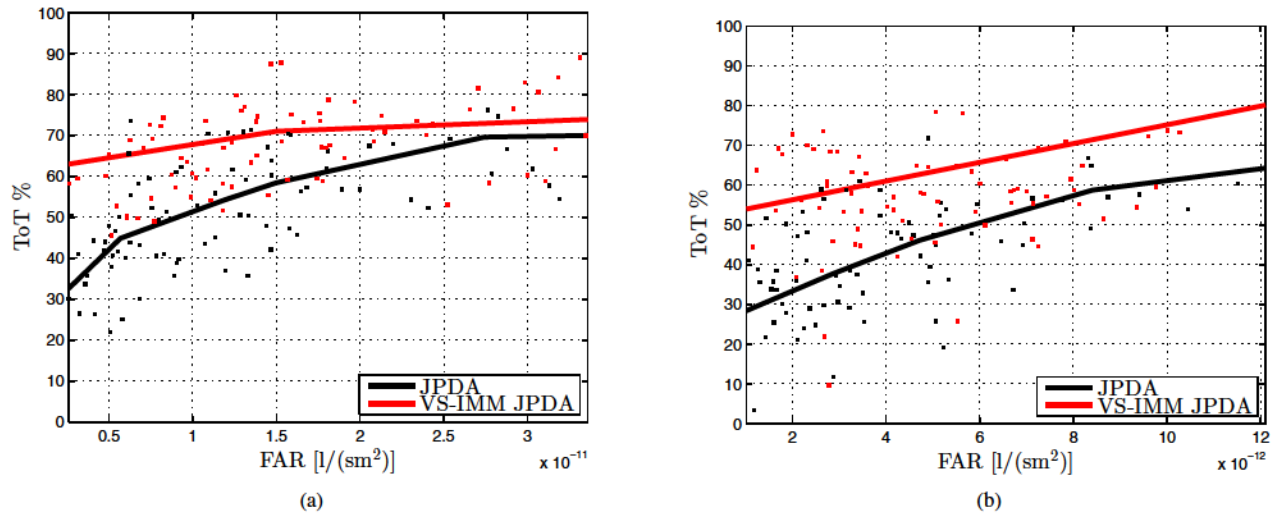 100
90
80
70
60
50
40
30
20
10
0
ToT %
0.5 1 1.5 2 2.5 3
FAR [l/(sm²)]
x 10⁻¹¹
JPDA
VS-IMM JPDA
(a)
100
90
80
70
60
50
40
30
20
10
0
ToT %
2 4 6 8 10 12
FAR [l/(sm²)]
x 10⁻¹²
JPDA
VS-IMM JPDA
(b)